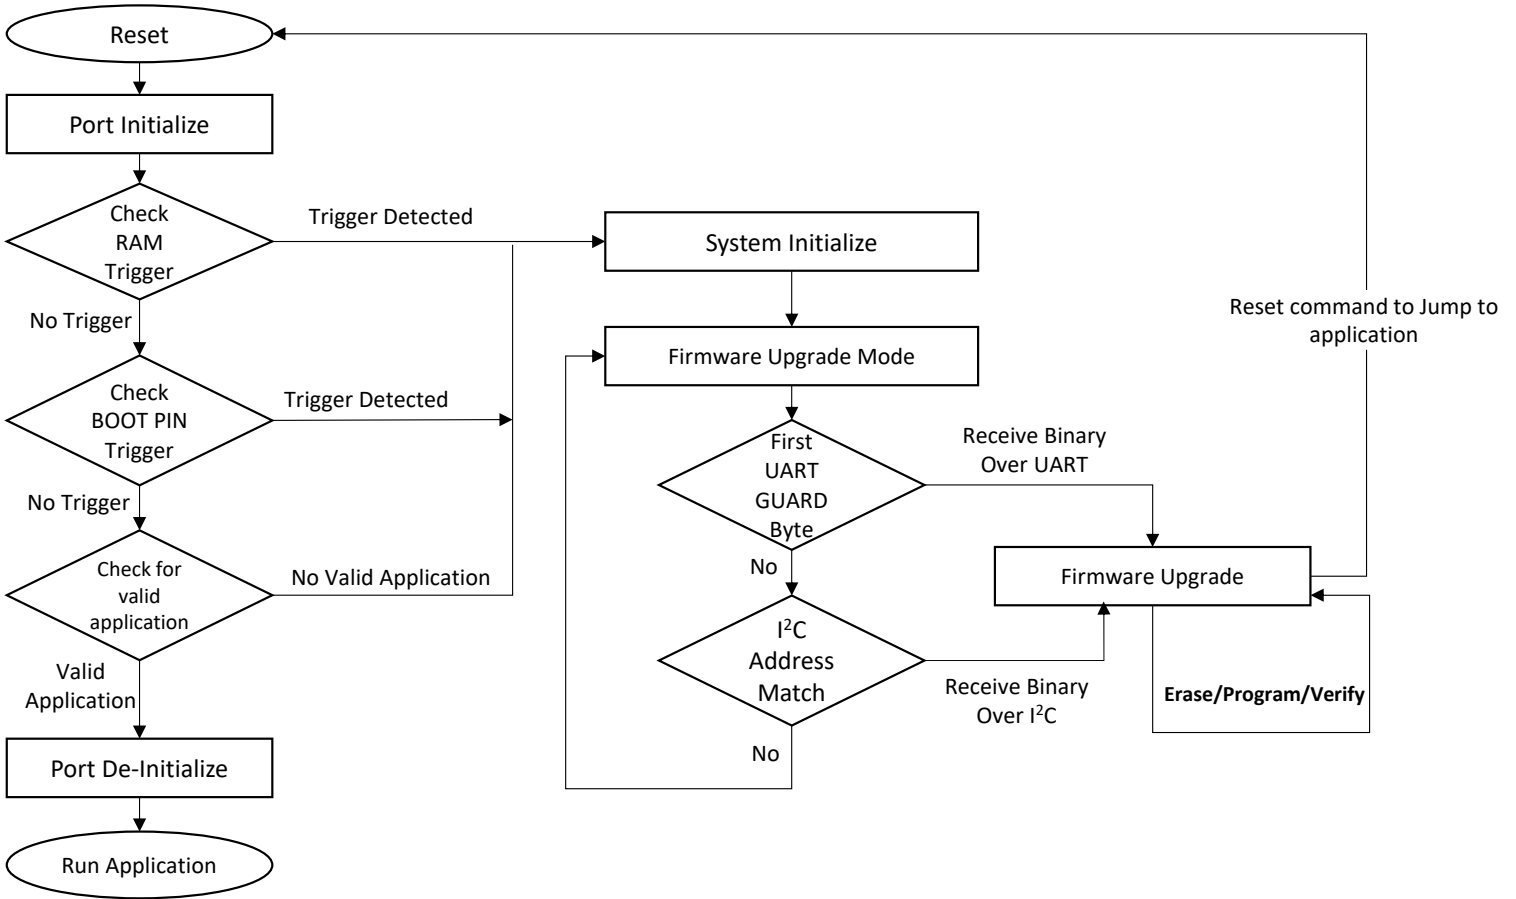 Reset
Port Initialize
Check
RAM
Trigger
Trigger Detected
No Trigger
Check
BOOT PIN
Trigger
Trigger Detected
No Trigger
Check for
valid
application
No Valid Application
Valid
Application
Port De-Initialize
Run Application
System Initialize
Firmware Upgrade Mode
First
UART
GUARD
Byte
Receive Binary
Over UART
No
I²C
Address
Match
Receive Binary
Over I²C
No
Firmware Upgrade
Erase/Program/Verify
Reset command to Jump to
application